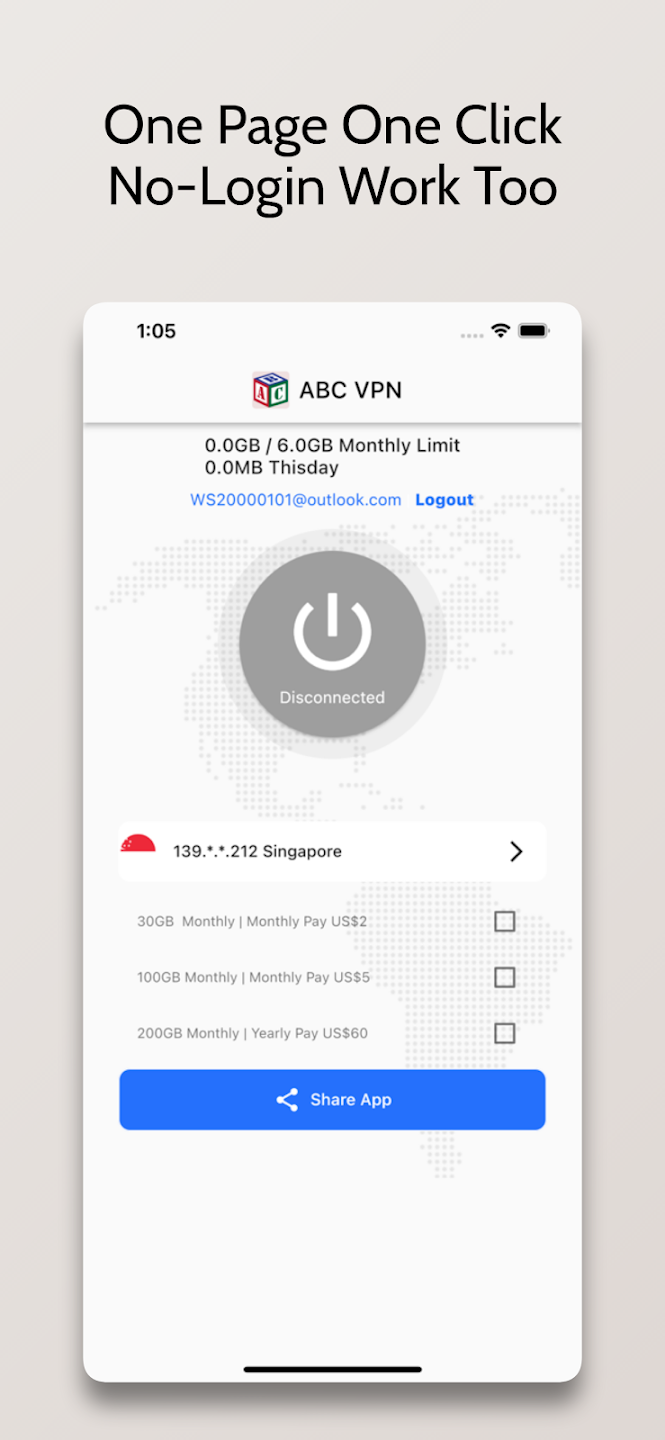 One Page One Click
No-Login Work Too
1:05
ABC VPN
0.0GB / 6.0GB Monthly Limit
0.0MB Thisday
WS20000101@outlook.com Logout
Disconnected
139.*.*.212 Singapore
30GB  Monthly | Monthly Pay US$2
100GB Monthly | Monthly Pay US$5
200GB Monthly | Yearly Pay US$60
Share App